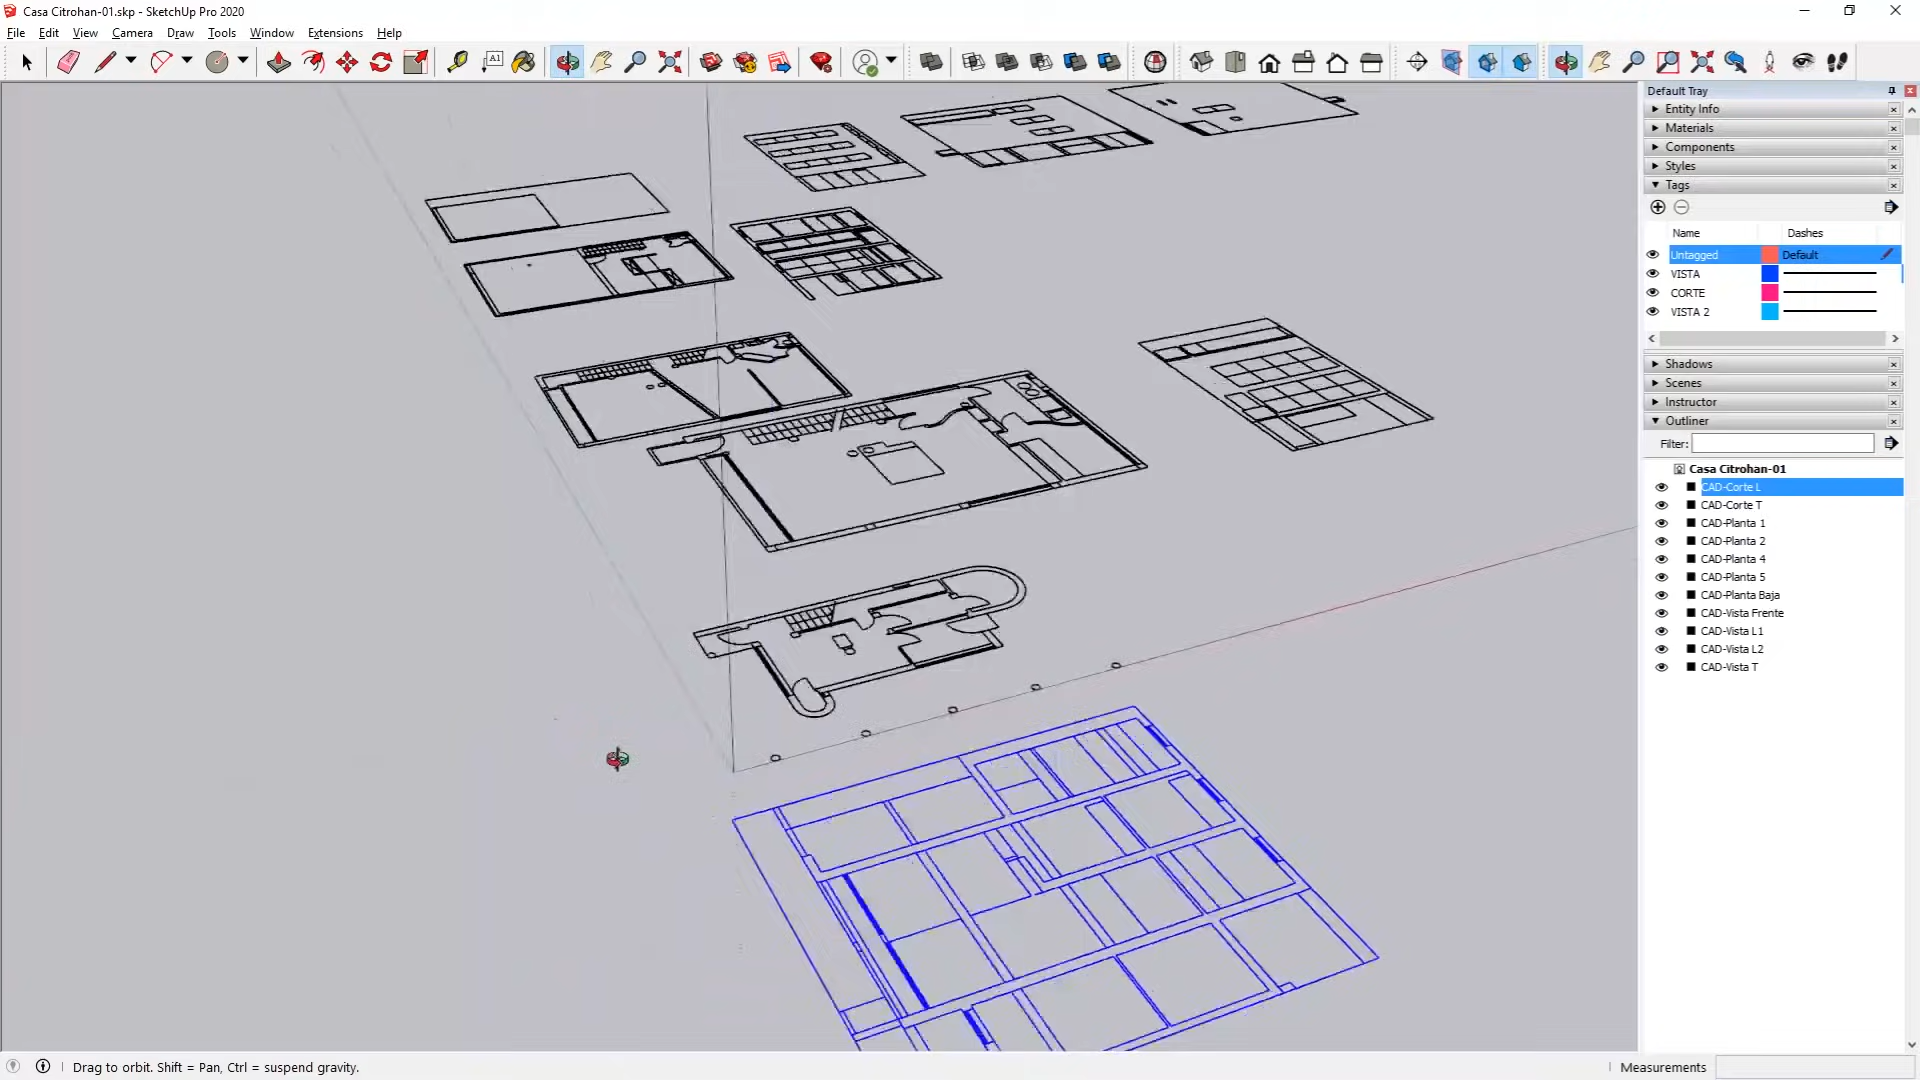 Casa Citrohan-01.skp - SketchUp Pro 2020
File Edit View Camera Draw Tools Window Extensions Help
A1
Default Tray
Entity Info
Materials
Components
Styles
Tags
Name Dashes
Untagged Default
VISTA
CORTE
VISTA 2
Shadows
Scenes
Instructor
Outliner
Filter:
Casa Citrohan-01
CAD-Corte L
CAD-Corte T
CAD-Planta 1
CAD-Planta 2
CAD-Planta 4
CAD-Planta 5
CAD-Planta Baja
CAD-Vista Frente
CAD-Vista L1
CAD-Vista L2
CAD-Vista T
Drag to orbit. Shift = Pan, Ctrl = suspend gravity.
Measurements